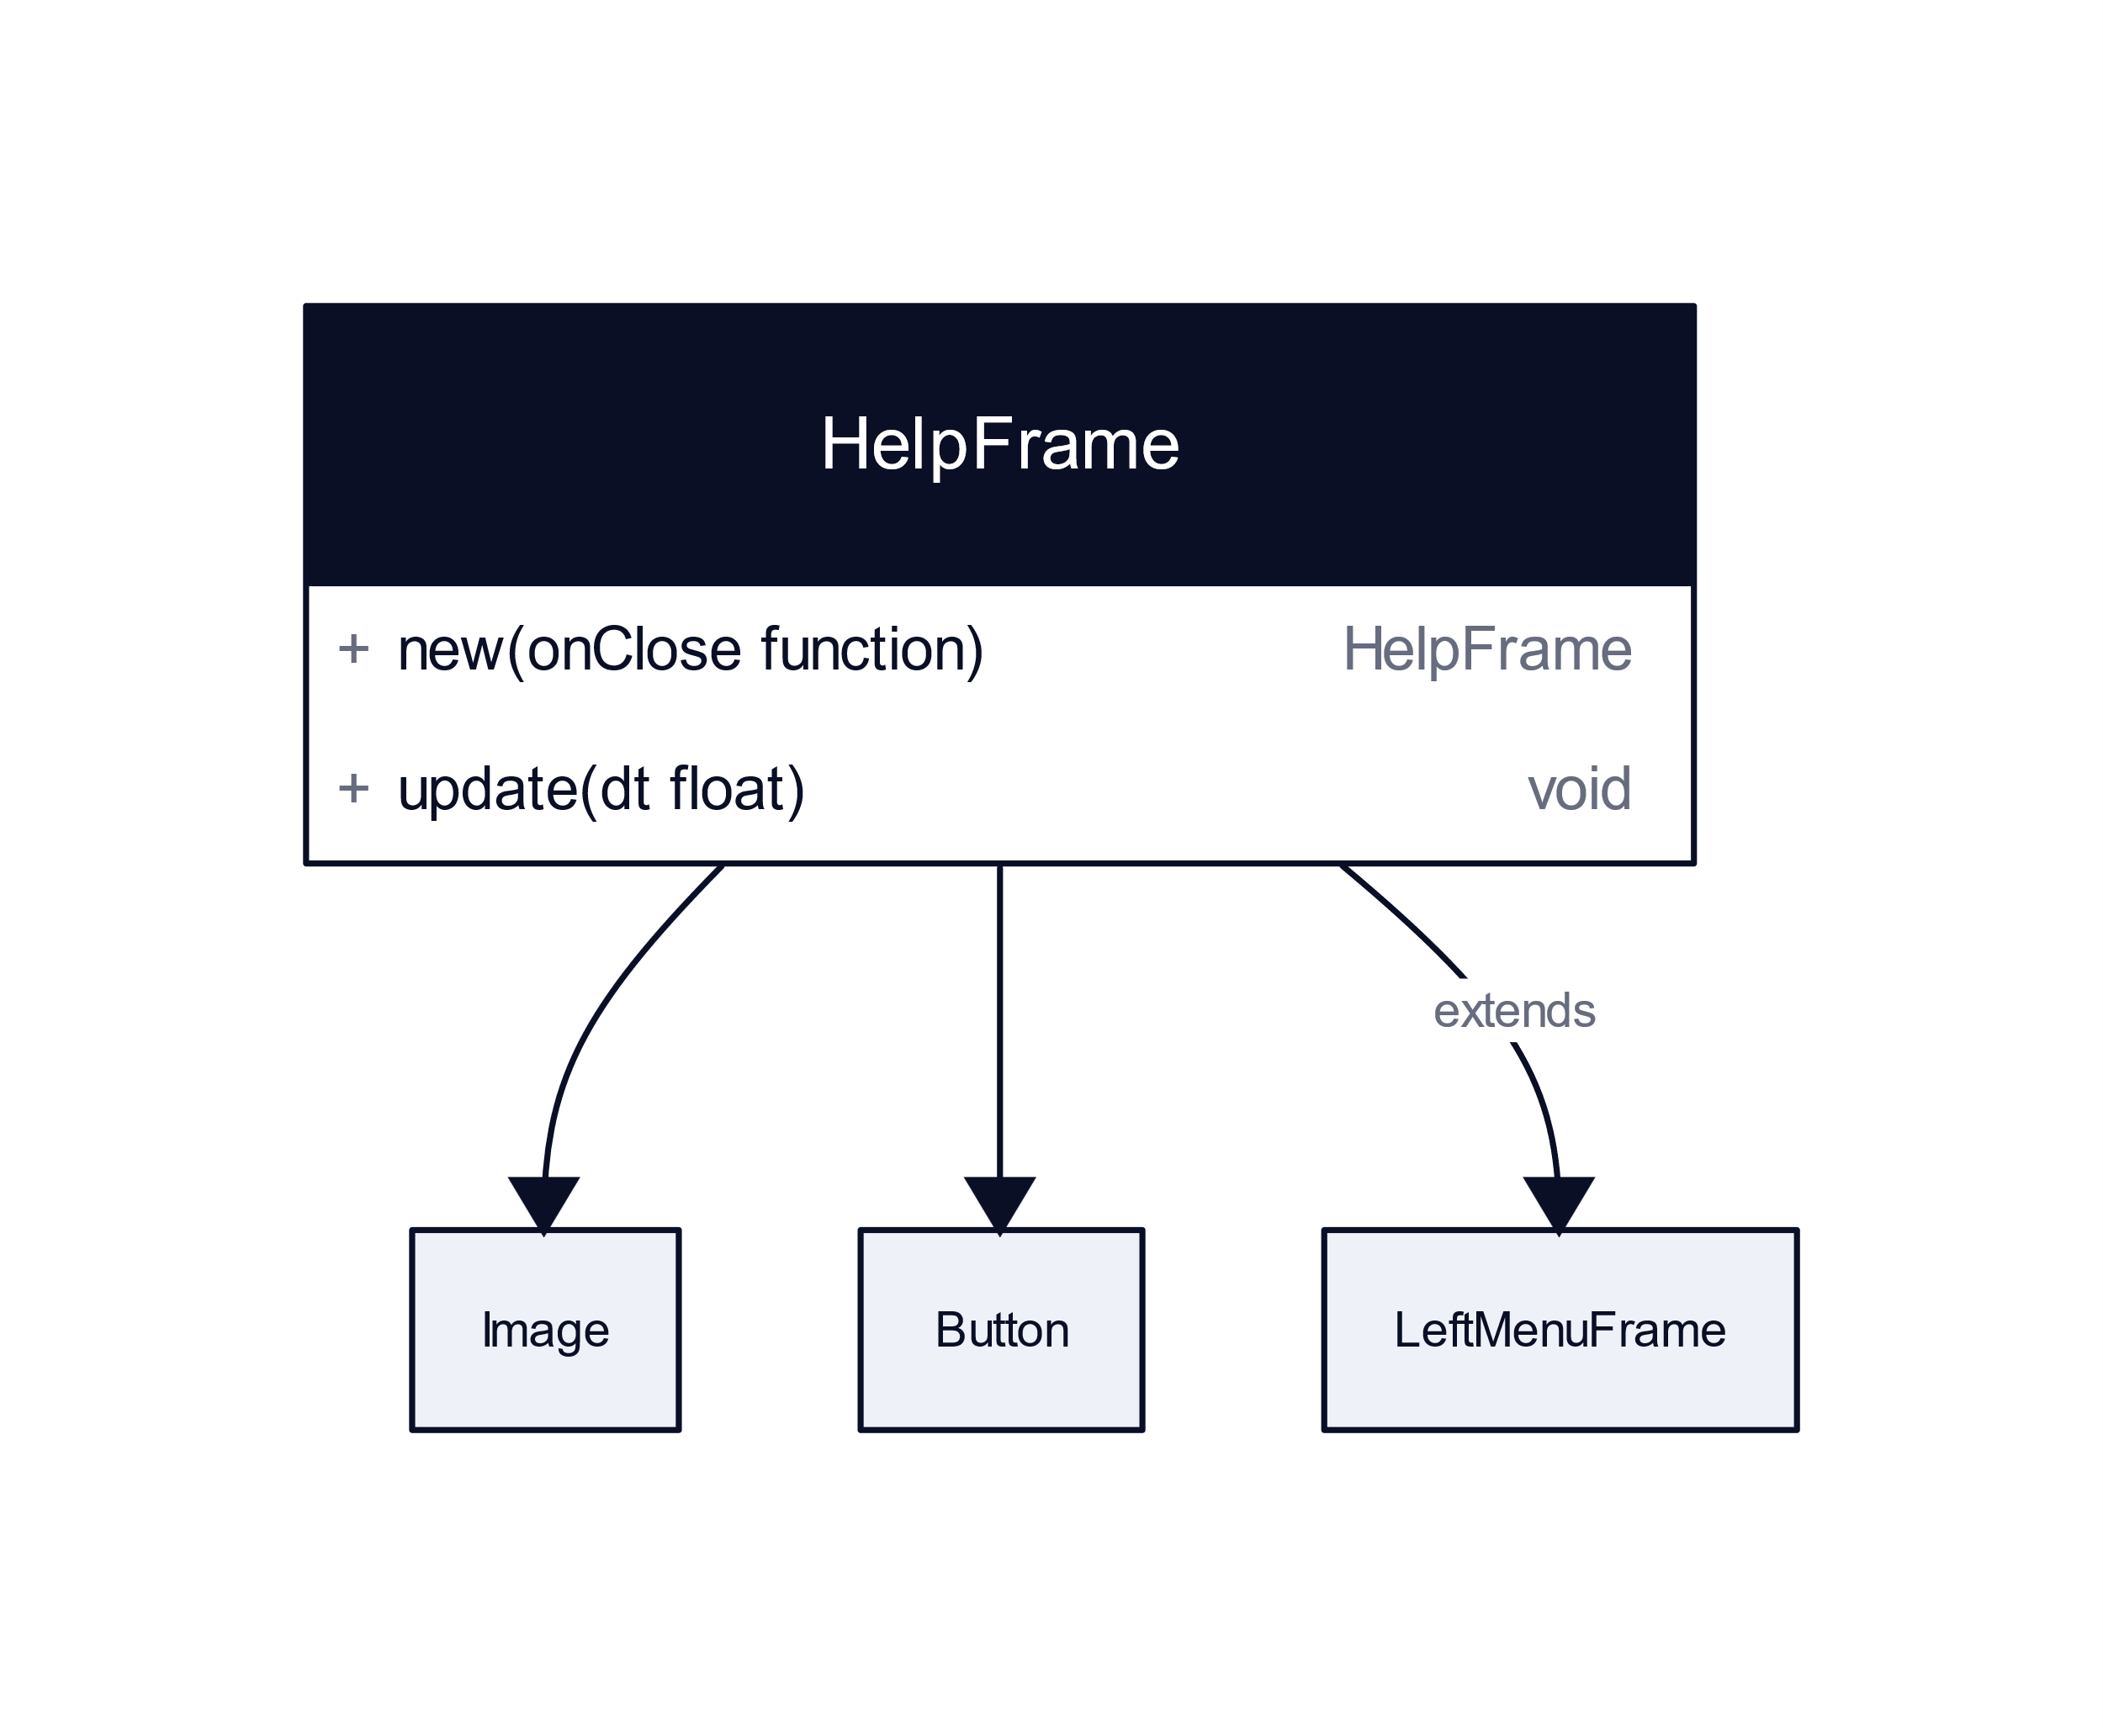 HelpFrame
+ new(onClose function) HelpFrame
+ update(dt float) void
extends
Image Button LeftMenuFrame